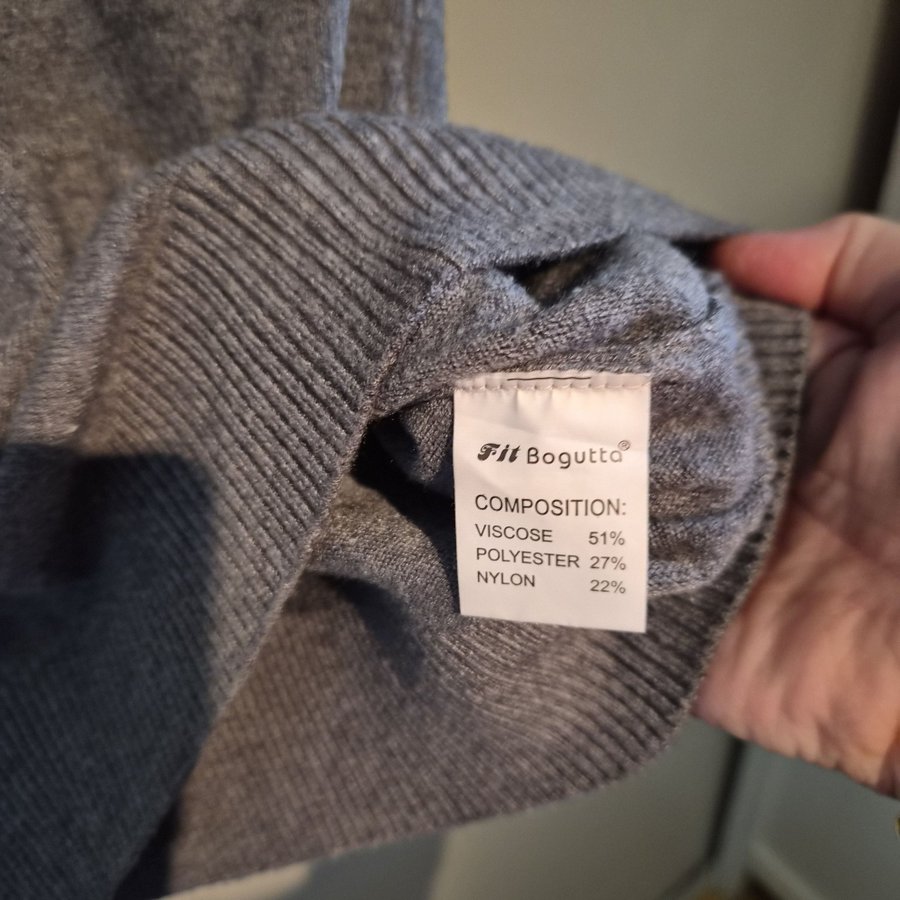 Fit Bogutta®
COMPOSITION:
VISCOSE 51%
POLYESTER 27%
NYLON 22%